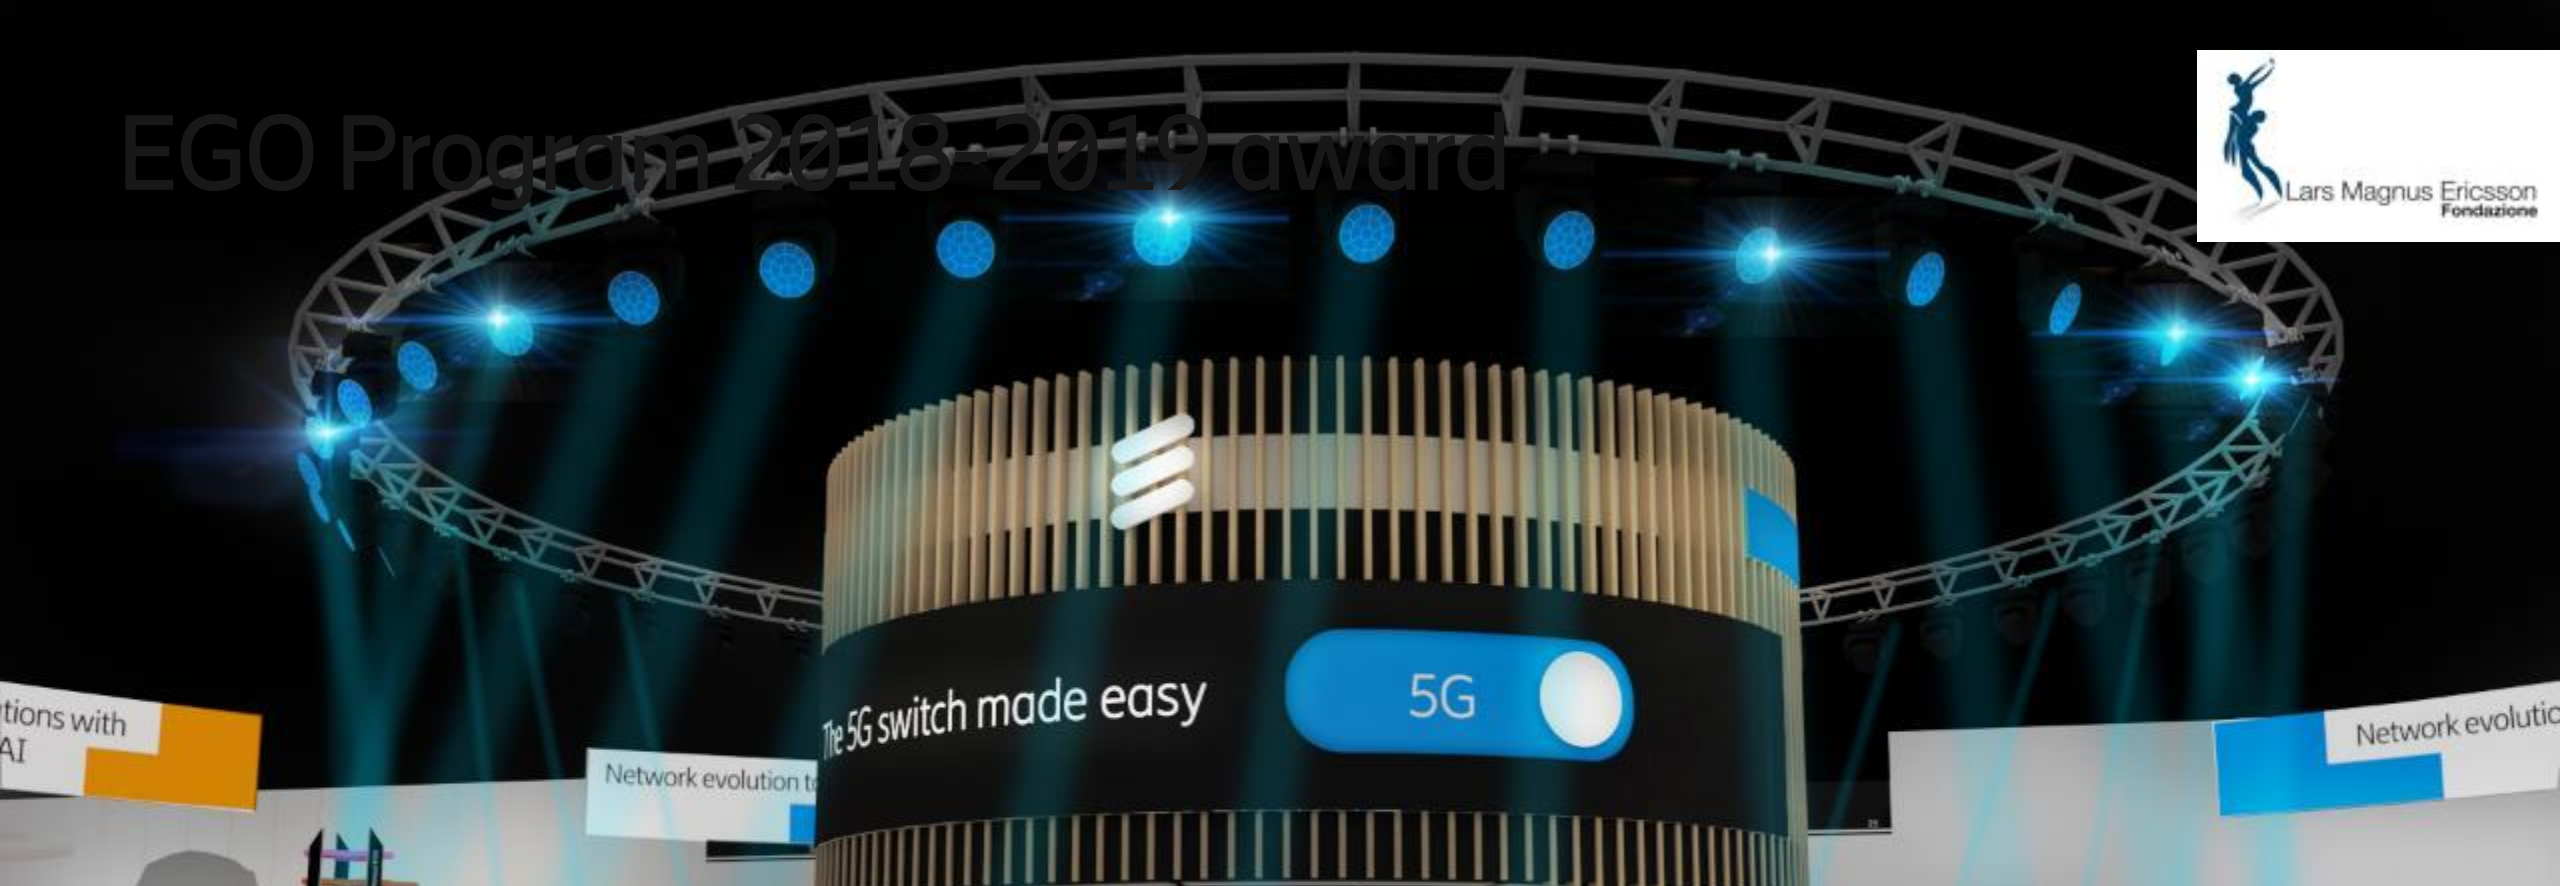 EGO Program 2018-2019 award
Lars Magnus Ericsson
Fondazione
The 5G switch made easy
5G
tions with
AI
Network evolution to
Network evolutio